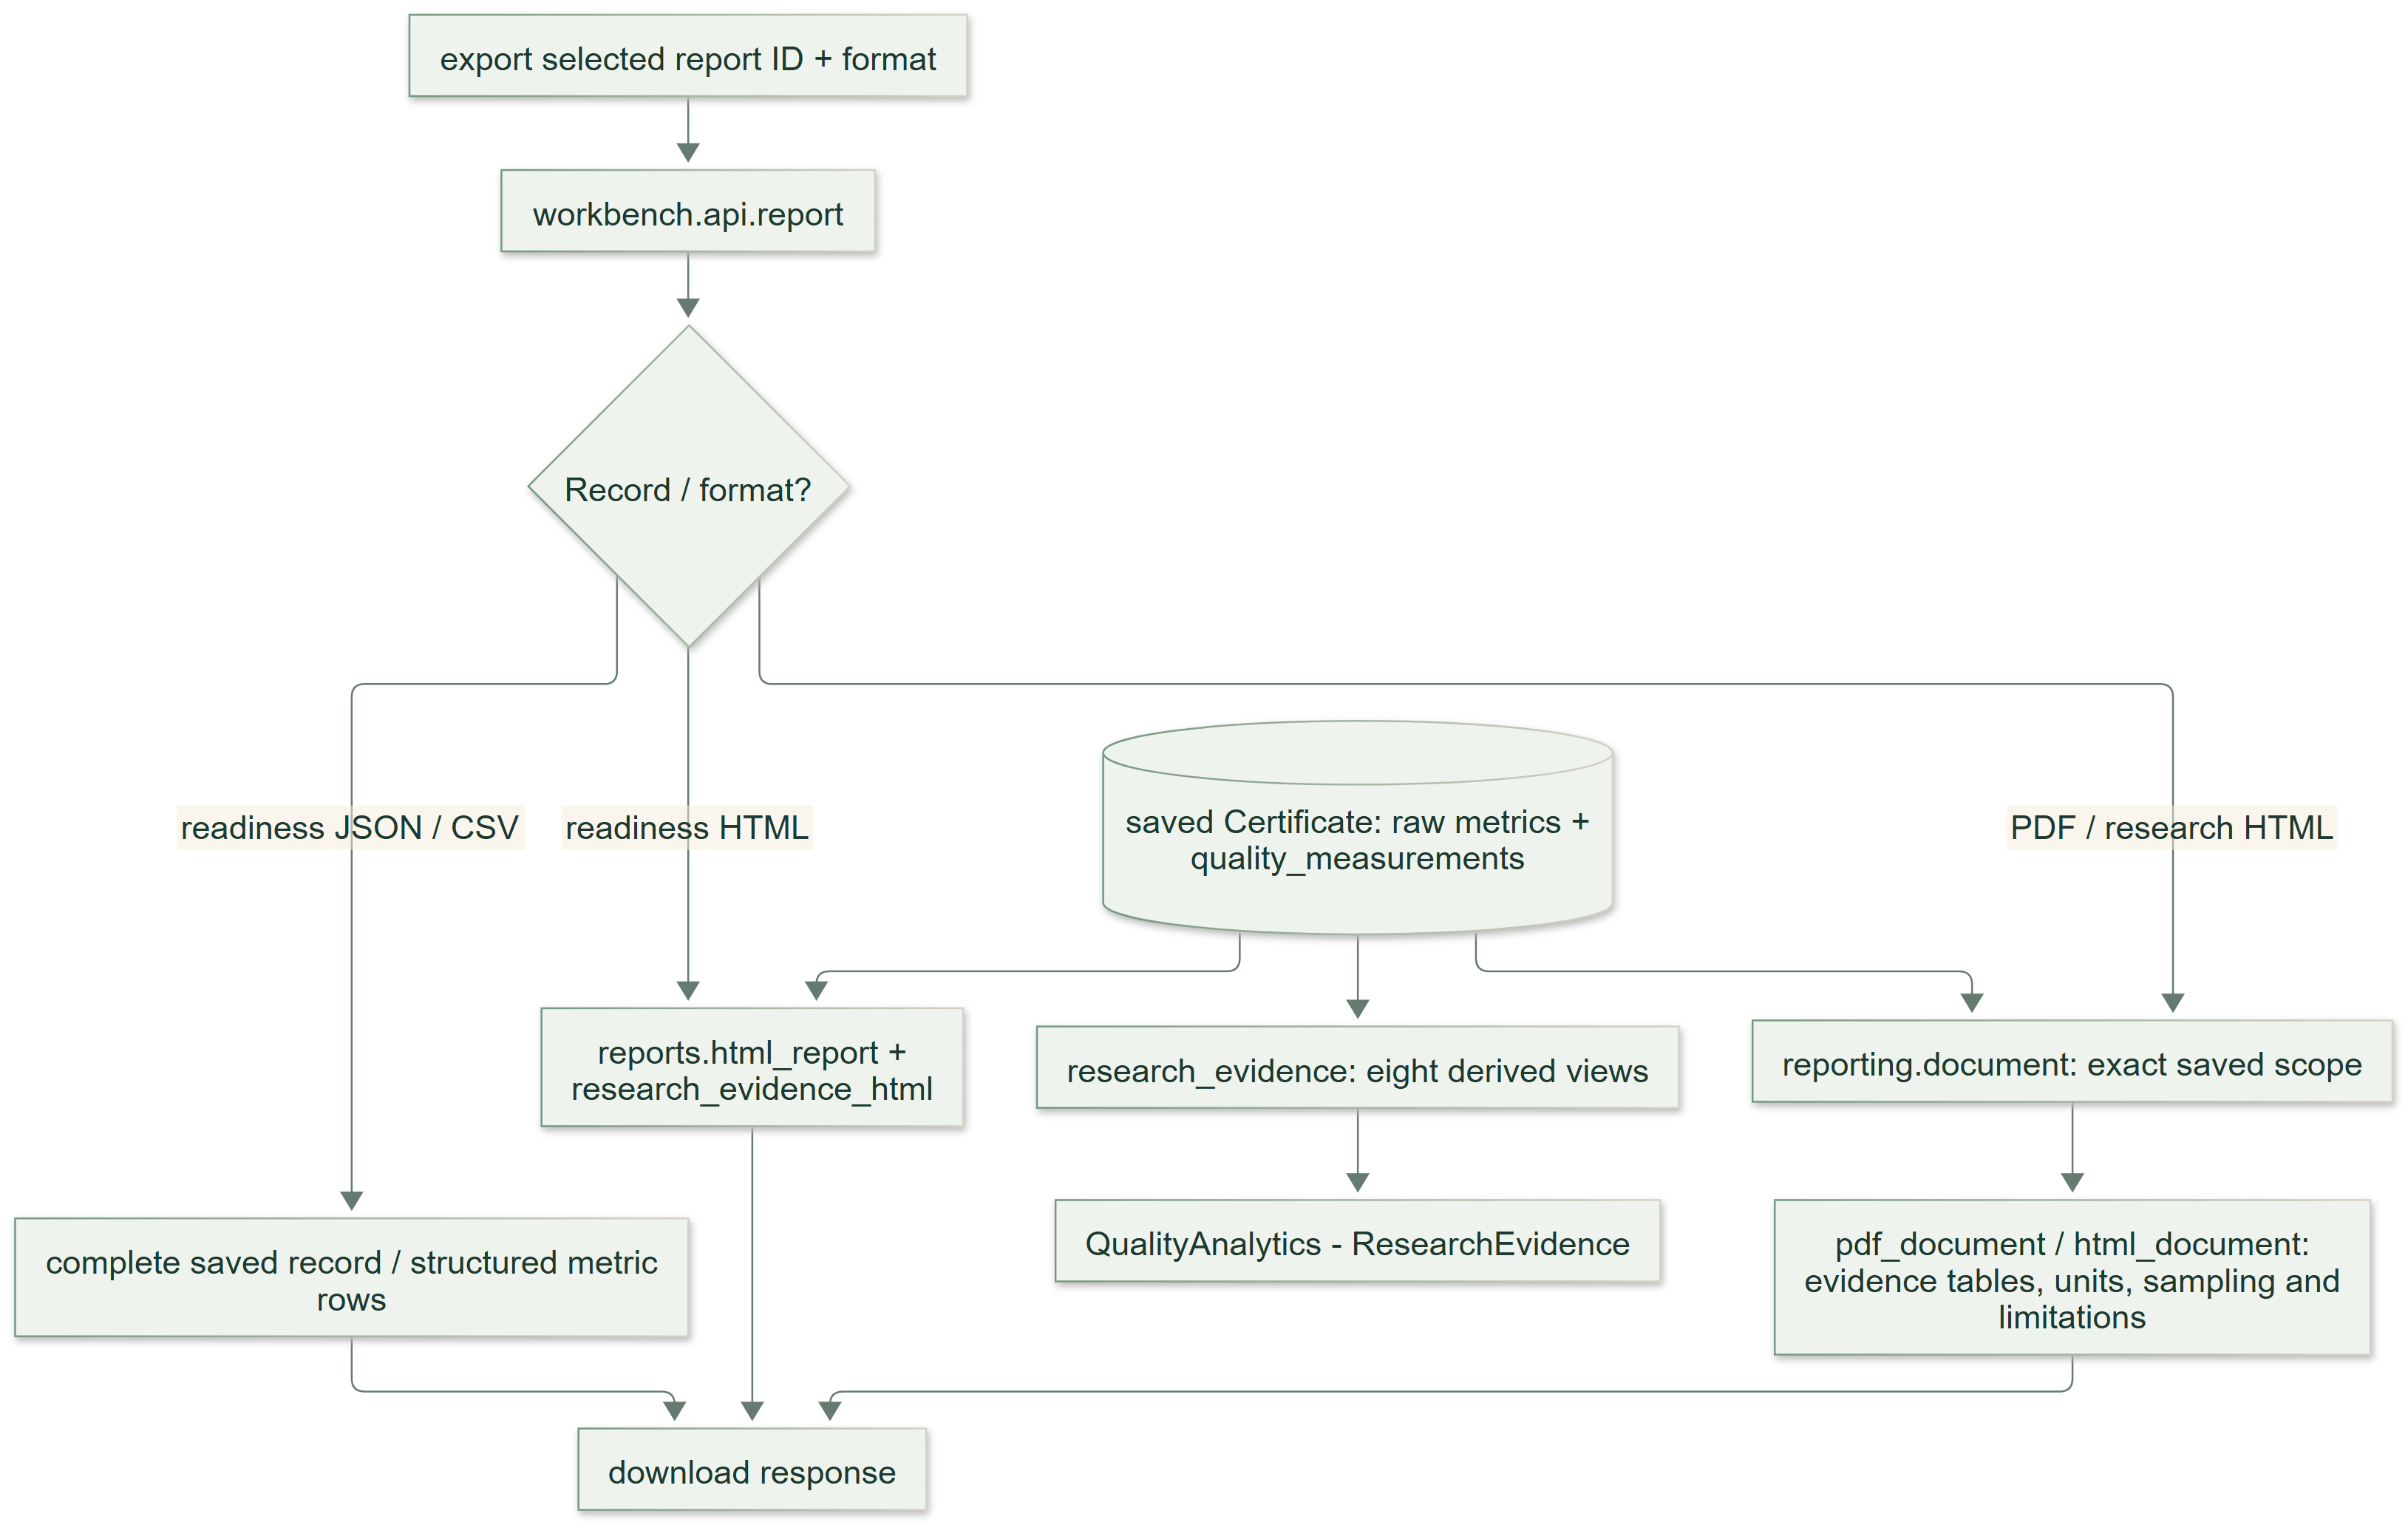 export selected report ID + format
workbench.api.report
Record / format?
readiness JSON / CSV
readiness HTML
saved Certificate: raw metrics +
quality_measurements
PDF / research HTML
reports.html_report +
research_evidence_html
research_evidence: eight derived views
reporting.document: exact saved scope
complete saved record / structured metric
rows
QualityAnalytics - ResearchEvidence
pdf_document / html_document:
evidence tables, units, sampling and
limitations
download response